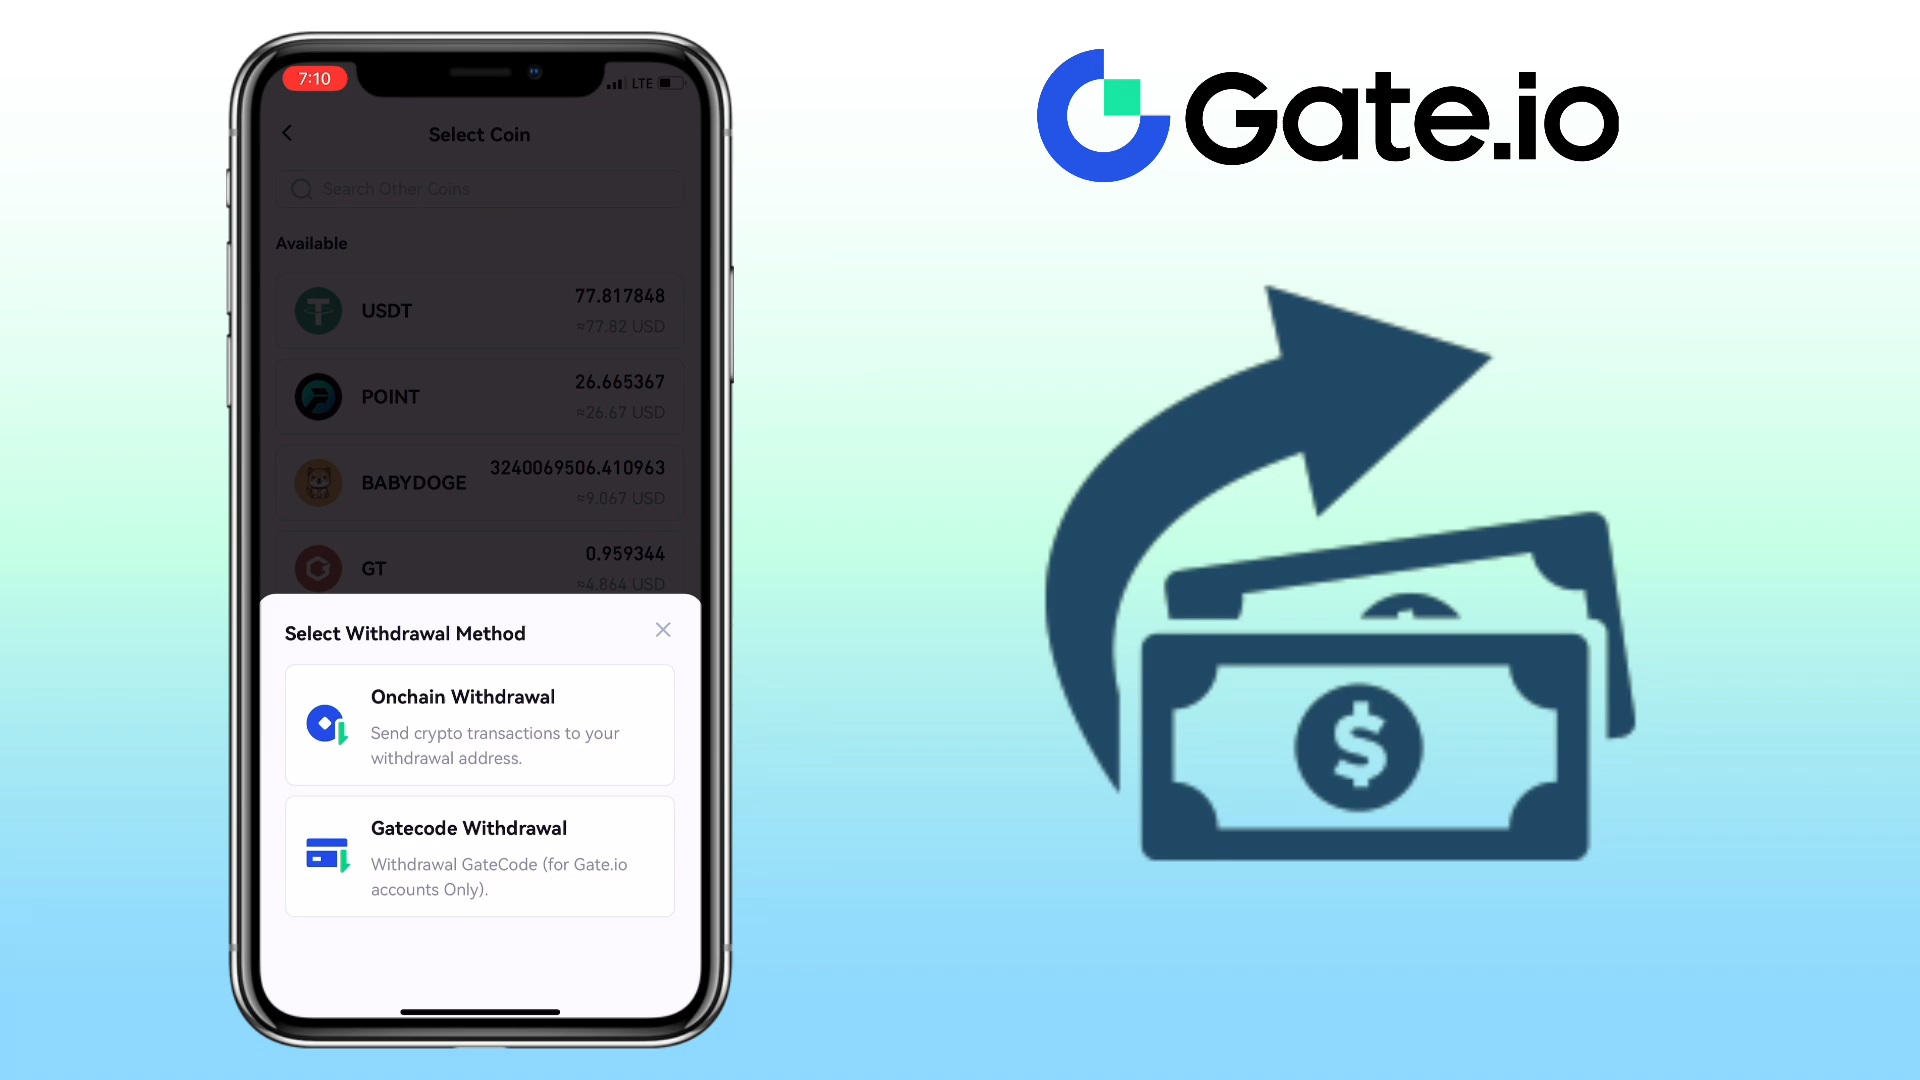 7:10
LTE
Select Coin
Search Other Coins
Available
USDT
77.817848
≈77.82 USD
POINT
26.665367
≈26.67 USD
BABYDOGE
3240069506.410963
≈9.067 USD
GT
0.959344
≈4.864 USD
Select Withdrawal Method
Onchain Withdrawal
Send crypto transactions to your
withdrawal address.
Gatecode Withdrawal
Withdrawal GateCode (for Gate.io
accounts Only).
Gate.io
$